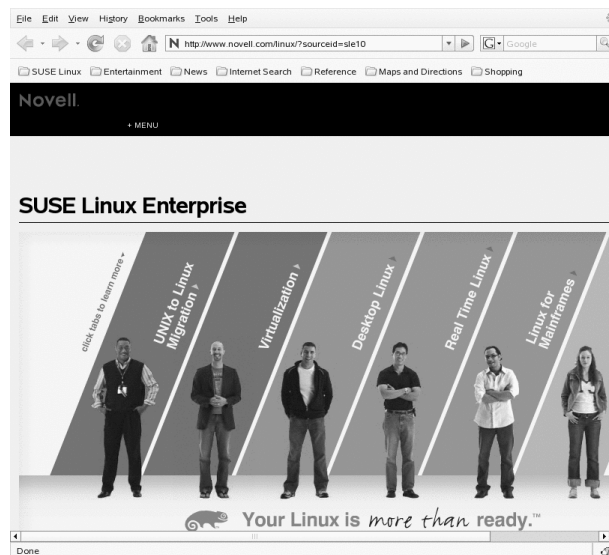 File Edit View History Bookmarks Tools Help
http://www.novell.com/linux/?sourceid=sle10
G Google
SUSE Linux Entertainment News Internet Search Reference Maps and Directions Shopping
Novell.
+ MENU
SUSE Linux Enterprise
click tabs to learn more
UNIX to Linux
Migration
Virtualization
Desktop Linux
Real Time Linux
Linux for
Mainframes
Your Linux is more than ready.™
Done